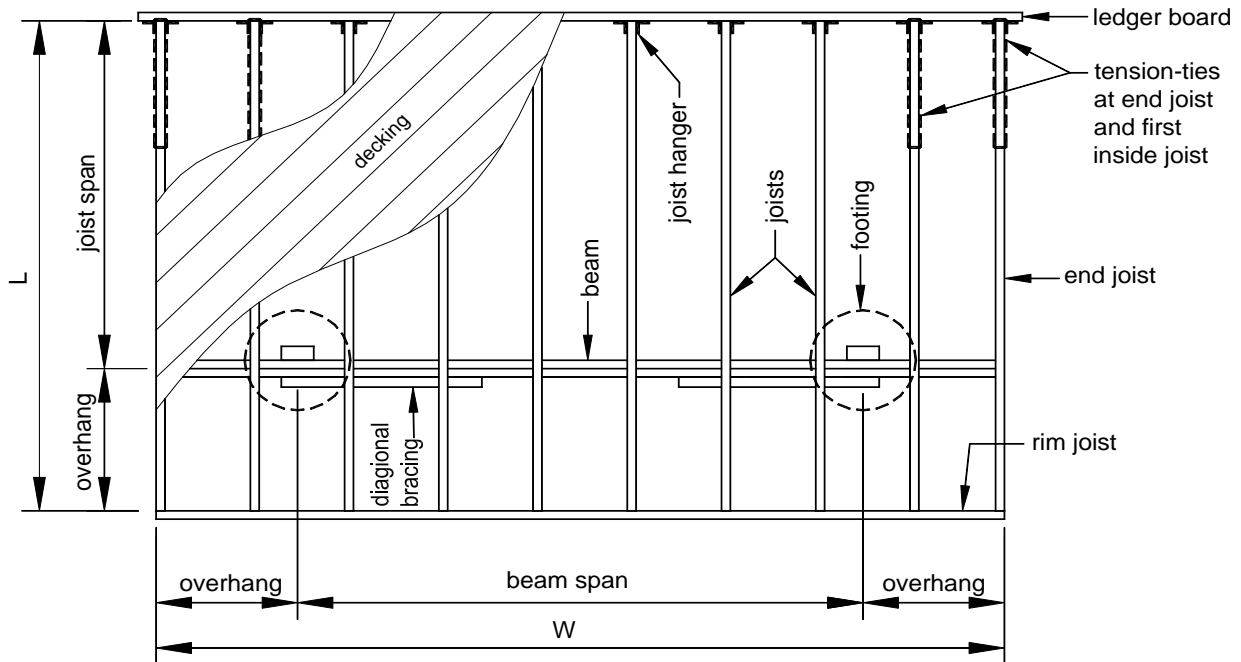 ledger board
tension-ties
at end joist
and first
inside joist
decking
joist hanger
joists
footing
joist span
L
beam
end joist
overhang
diagional
bracing
rim joist
overhang
beam span
overhang
W